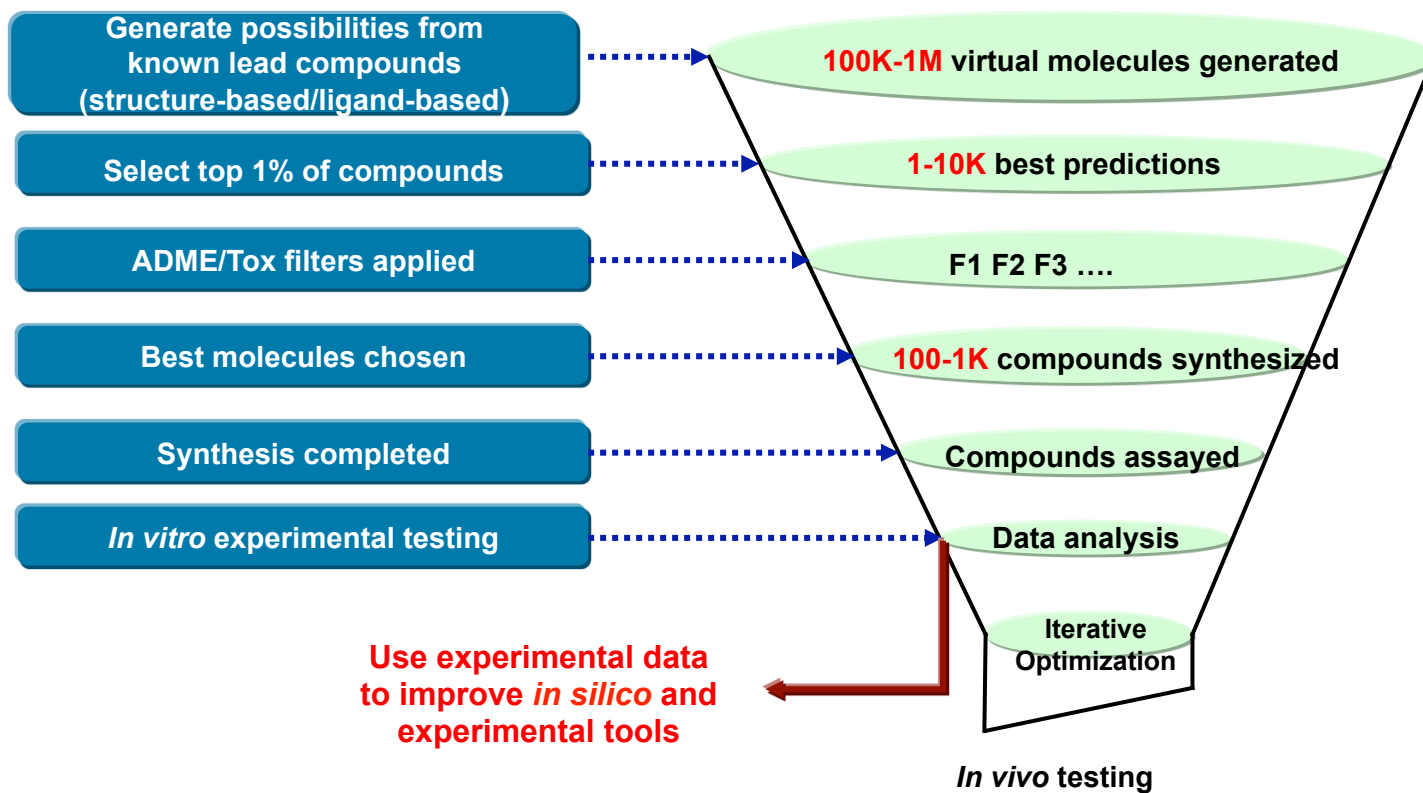 Generate possibilities from
known lead compounds
(structure-based/ligand-based)
100K-1M virtual molecules generated
Select top 1% of compounds
1-10K best predictions
ADME/Tox filters applied
F1 F2 F3 ....
Best molecules chosen
100-1K compounds synthesized
Synthesis completed
Compounds assayed
In vitro experimental testing
Data analysis
Iterative
Optimization
Use experimental data
to improve in silico and
experimental tools
In vivo testing